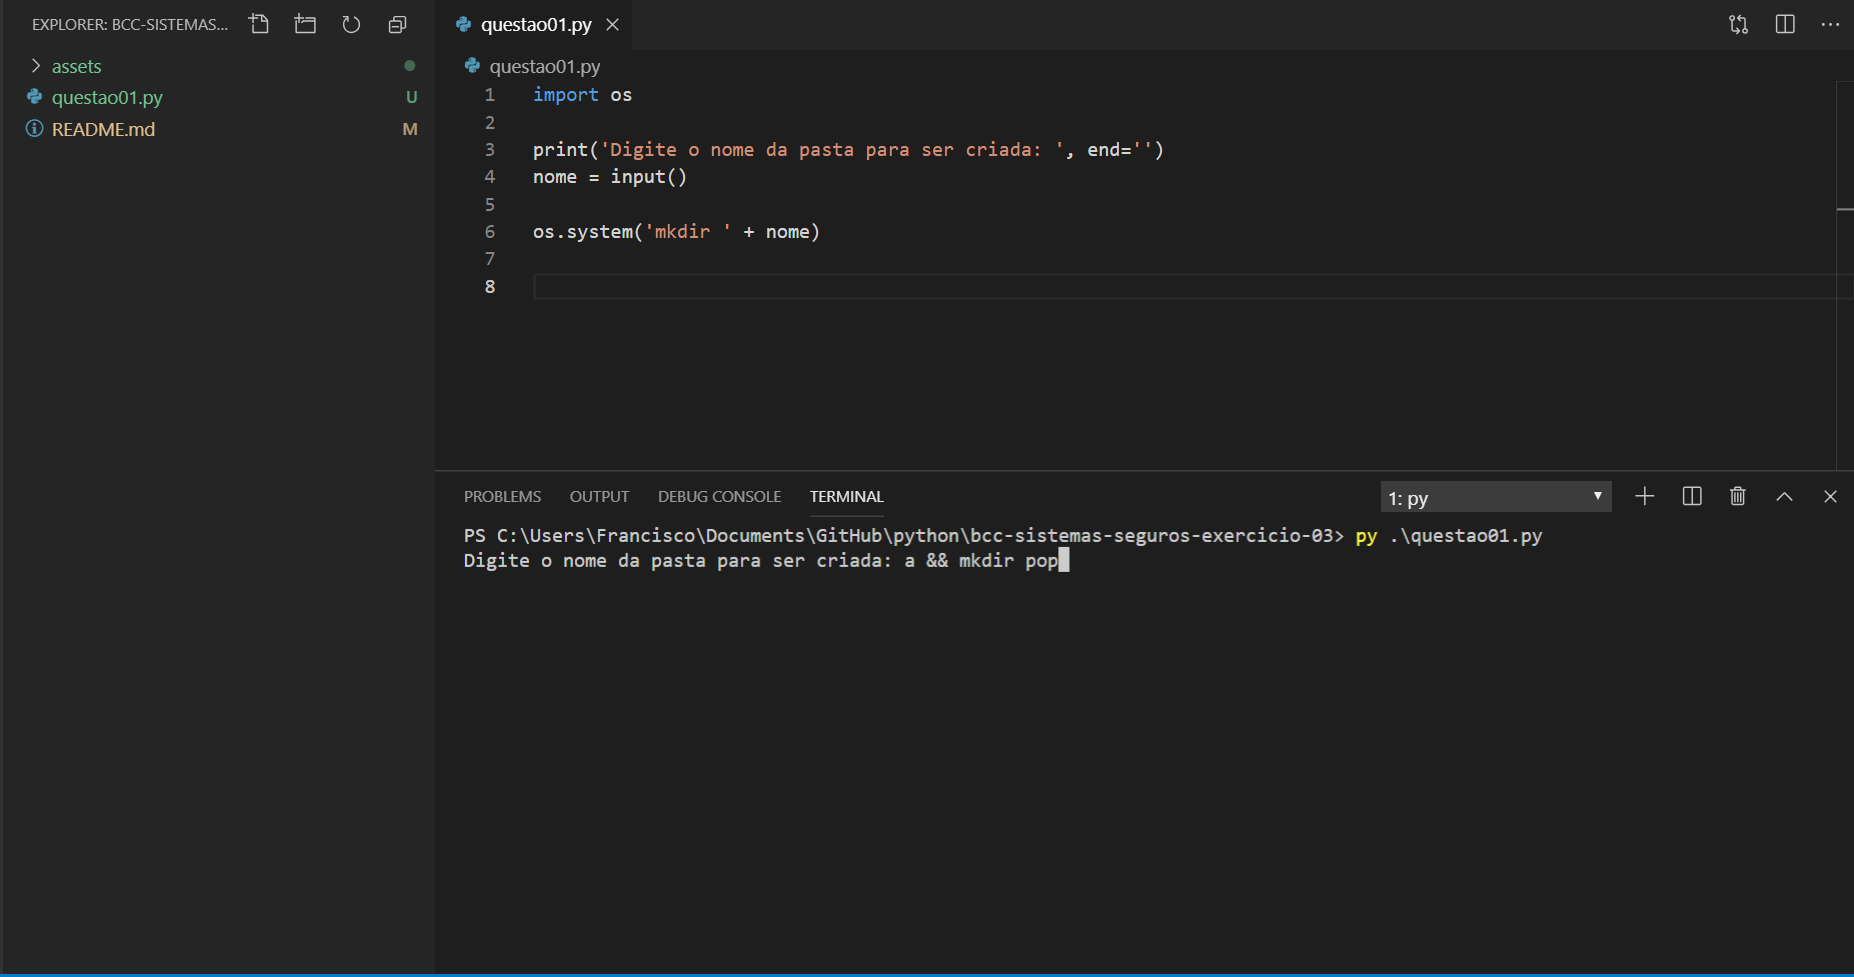 EXPLORER: BCC-SISTEMAS...
assets
questao01.py U
README.md M
questao01.py
questao01.py
1 import os
2
3 print('Digite o nome da pasta para ser criada: ', end='')
4 nome = input()
5
6 os.system('mkdir ' + nome)
7
8
PROBLEMS OUTPUT DEBUG CONSOLE TERMINAL 1: py
PS C:\Users\Francisco\Documents\GitHub\python\bcc-sistemas-seguros-exercicio-03> py .\questao01.py
Digite o nome da pasta para ser criada: a && mkdir pop